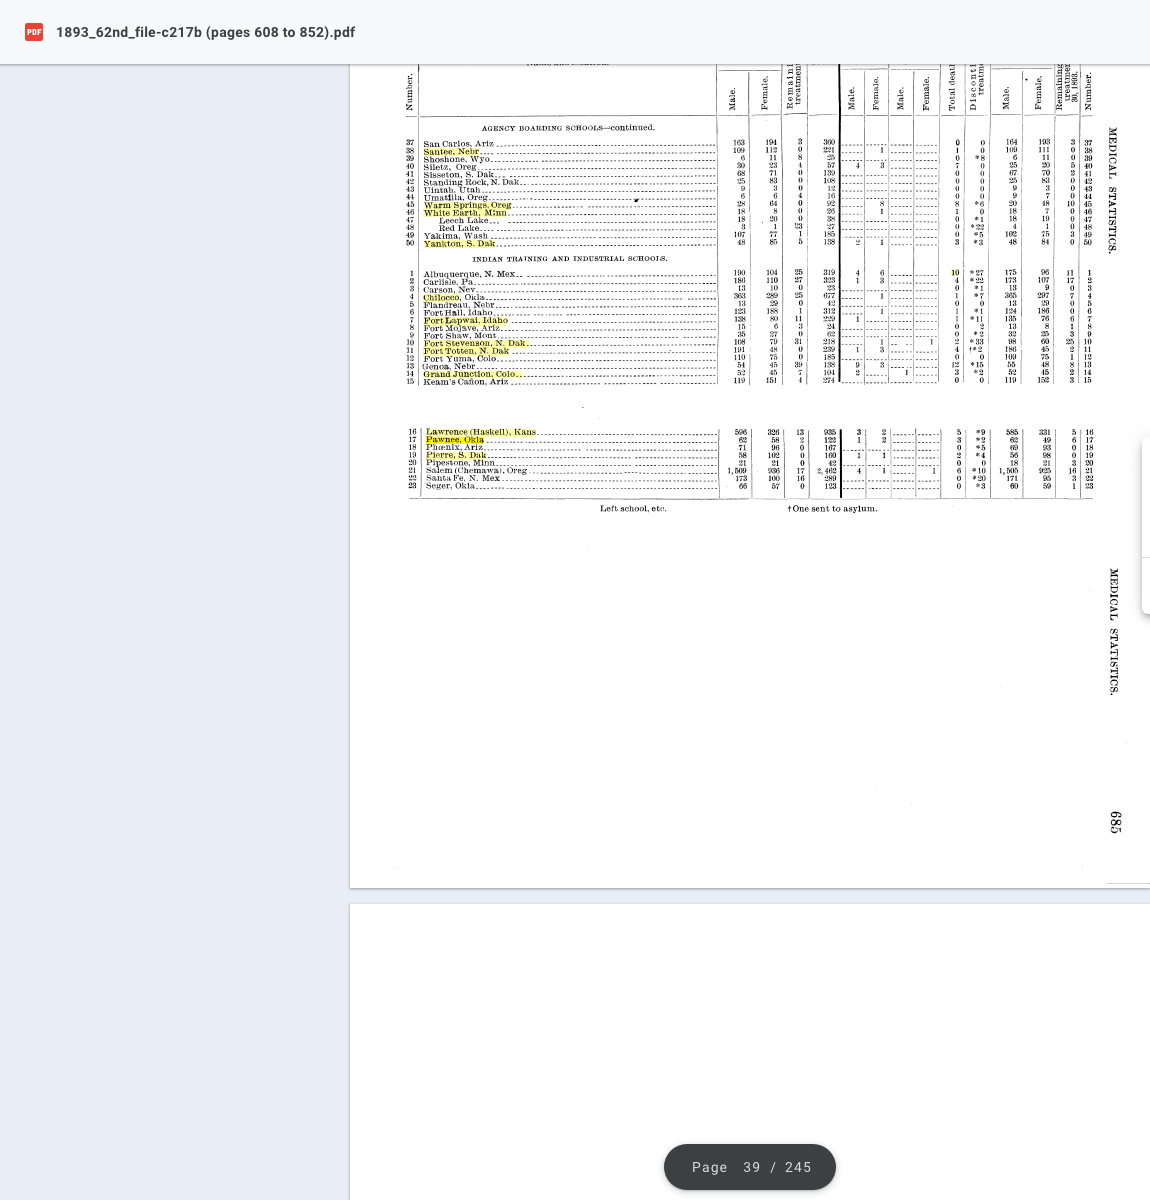 PDF 1893_62nd_file-c217b (pages 608 to 852).pdf
Number. Male. Female. Male. Female. Male. Female. Male. Female. Remaining 30, 1893. Number.
AGENCY BOARDING SCHOOLS—continued.
37 San Carlos, Ariz 163 194 3 360 0 0 164 193 3 37
38 Santee, Nebr 109 112 0 221 1 1 0 109 111 0 38
39 Shoshone, Wyo 6 11 8 25 0 *8 6 11 0 39
40 Siletz, Oreg 30 23 4 57 4 3 7 0 25 20 5 40
41 Sisseton, S. Dak 68 71 0 139 0 0 67 70 2 41
42 Standing Rock, N. Dak 25 83 0 108 0 0 25 83 0 42
43 Uintah, Utah 9 3 0 12 0 0 9 3 0 43
44 Umatilla, Oreg 6 6 4 16 0 0 9 7 0 44
45 Warm Springs, Oreg 28 64 0 92 8 8 *6 20 48 10 45
46 White Earth, Minn 18 8 0 26 1 1 0 18 7 0 46
47 Leech Lake 18 20 0 38 0 *1 18 19 0 47
48 Red Lake 3 1 23 27 0 *22 4 1 0 48
49 Yakima, Wash 107 77 1 185 0 *5 102 75 3 49
50 Yankton, S. Dak 48 85 5 138 2 1 3 *3 48 84 0 50
INDIAN TRAINING AND INDUSTRIAL SCHOOLS.
1 Albuquerque, N. Mex 190 104 25 319 4 6 10 *27 175 96 11 1
2 Carlisle, Pa 186 110 27 323 1 3 4 *22 173 107 17 2
3 Carson, Nev 13 10 0 23 0 *1 13 9 0 3
4 Chilocco, Okla 363 289 25 677 1 1 *7 365 297 7 4
5 Flandreau, Nebr 13 29 0 42 0 0 13 29 0 5
6 Fort Hall, Idaho 123 188 1 312 1 1 *1 124 186 0 6
7 Fort Lapwai, Idaho 138 80 11 229 1 1 *11 135 76 6 7
8 Fort Mojave, Ariz 15 6 3 24 0 2 13 8 1 8
9 Fort Shaw, Mont 35 27 0 62 0 *2 32 25 3 9
10 Fort Stevenson, N. Dak 108 79 31 218 1 1 2 *33 98 60 25 10
11 Fort Totten, N. Dak 191 48 0 239 1 3 4 †*2 186 45 2 11
12 Fort Yuma, Colo 110 75 0 185 0 0 109 75 1 12
13 Genoa, Nebr 54 45 39 138 9 3 12 *15 55 48 8 13
14 Grand Junction, Colo 52 45 7 104 2 1 3 *2 52 45 2 14
15 Keam's Cañon, Ariz 119 151 4 274 0 0 119 152 3 15
16 Lawrence (Haskell), Kans 596 326 13 935 3 2 5 *9 585 331 5 16
17 Pawnee, Okla 62 58 2 122 1 2 3 *2 62 49 6 17
18 Phœnix, Ariz 71 96 0 167 0 *5 69 93 0 18
19 Pierre, S. Dak 58 102 0 160 1 1 2 *4 56 98 0 19
20 Pipestone, Minn 21 21 0 42 0 0 18 21 3 20
21 Salem (Chemawa), Oreg 1,509 936 17 2,462 4 1 1 6 *10 1,505 925 16 21
22 Santa Fe, N. Mex 173 100 16 289 0 *20 171 95 3 22
23 Seger, Okla 66 57 0 123 0 *3 60 59 1 23
Left school, etc. †One sent to asylum.
MEDICAL STATISTICS.
MEDICAL STATISTICS.
685
Page 39 / 245